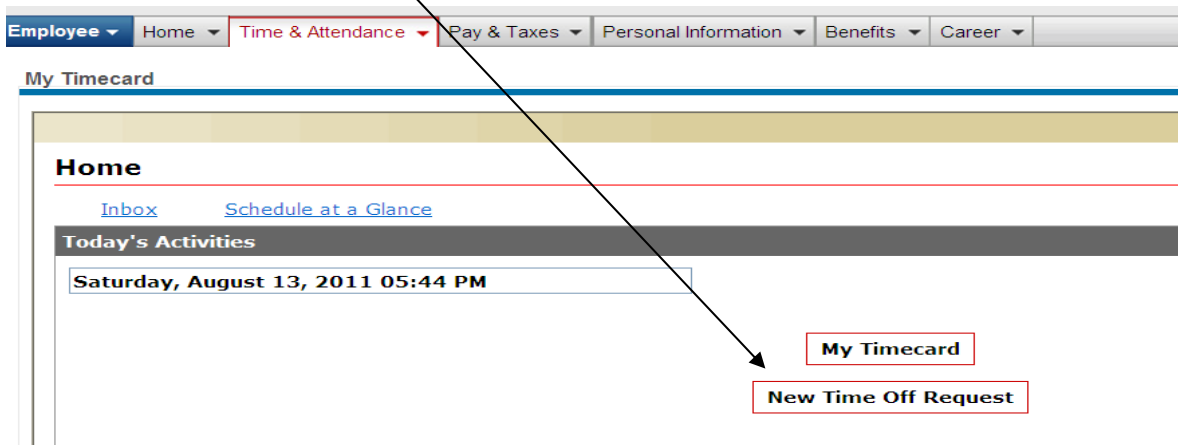 Employee Home Time & Attendance Pay & Taxes Personal Information Benefits Career
My Timecard
Home
Inbox Schedule at a Glance
Today's Activities
Saturday, August 13, 2011 05:44 PM
My Timecard
New Time Off Request